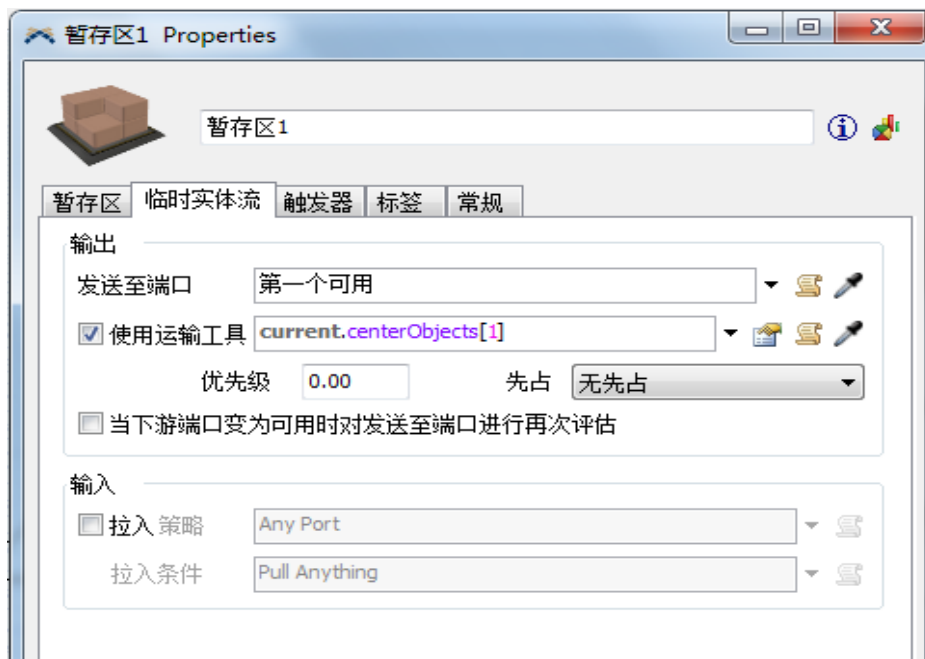 暂存区1 Properties
暂存区1
暂存区 临时实体流 触发器 标签 常规
输出
发送至端口 第一个可用
使用运输工具 current.centerObjects[1]
优先级 0.00 先占 无先占
当下游端口变为可用时对发送至端口进行再次评估
输入
拉入策略 Any Port
拉入条件 Pull Anything